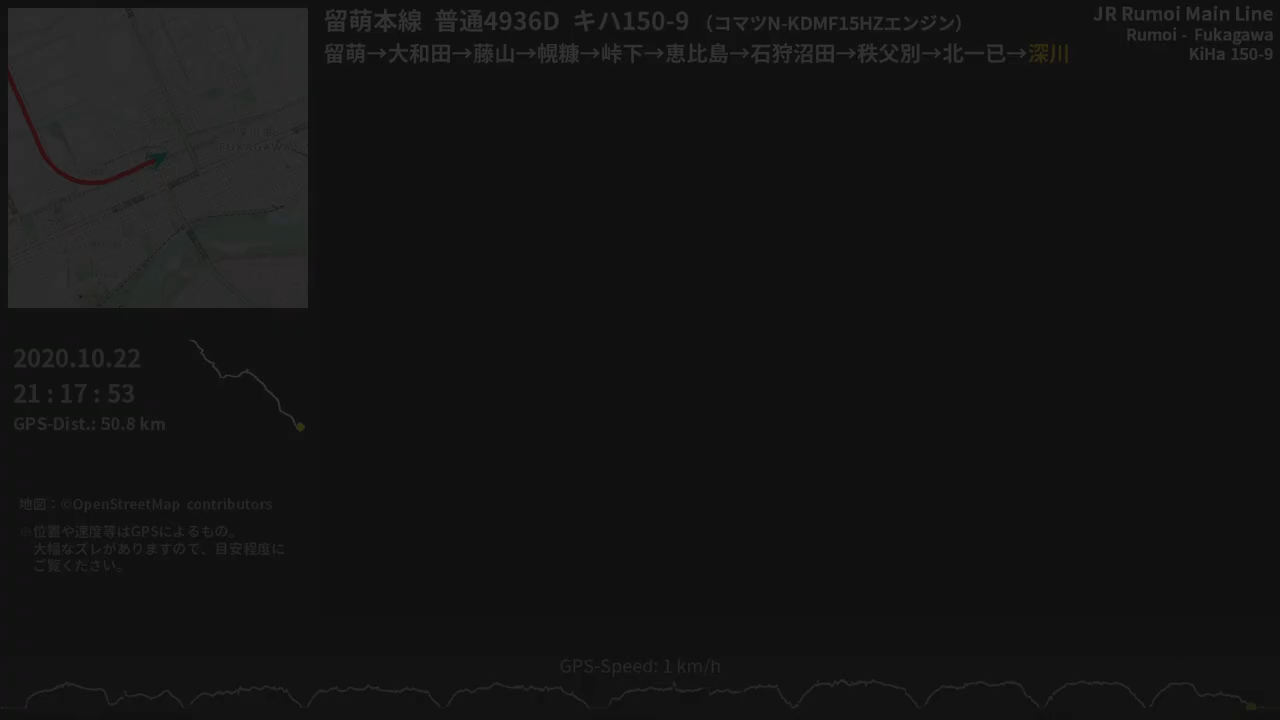 留萌本線 普通4936D キハ150-9 （コマツN-KDMF15HZエンジン）
留萌→大和田→藤山→幌糠→峠下→恵比島→石狩沼田→秩父別→北一已→深川
JR Rumoi Main Line
Rumoi - Fukagawa
KiHa 150-9
FUKAGAWA
2020.10.22
21 : 17 : 53
GPS-Dist.: 50.8 km
地図：©OpenStreetMap contributors
※位置や速度等はGPSによるもの。
大幅なズレがありますので、目安程度に
ご覧ください。
GPS-Speed: 1 km/h